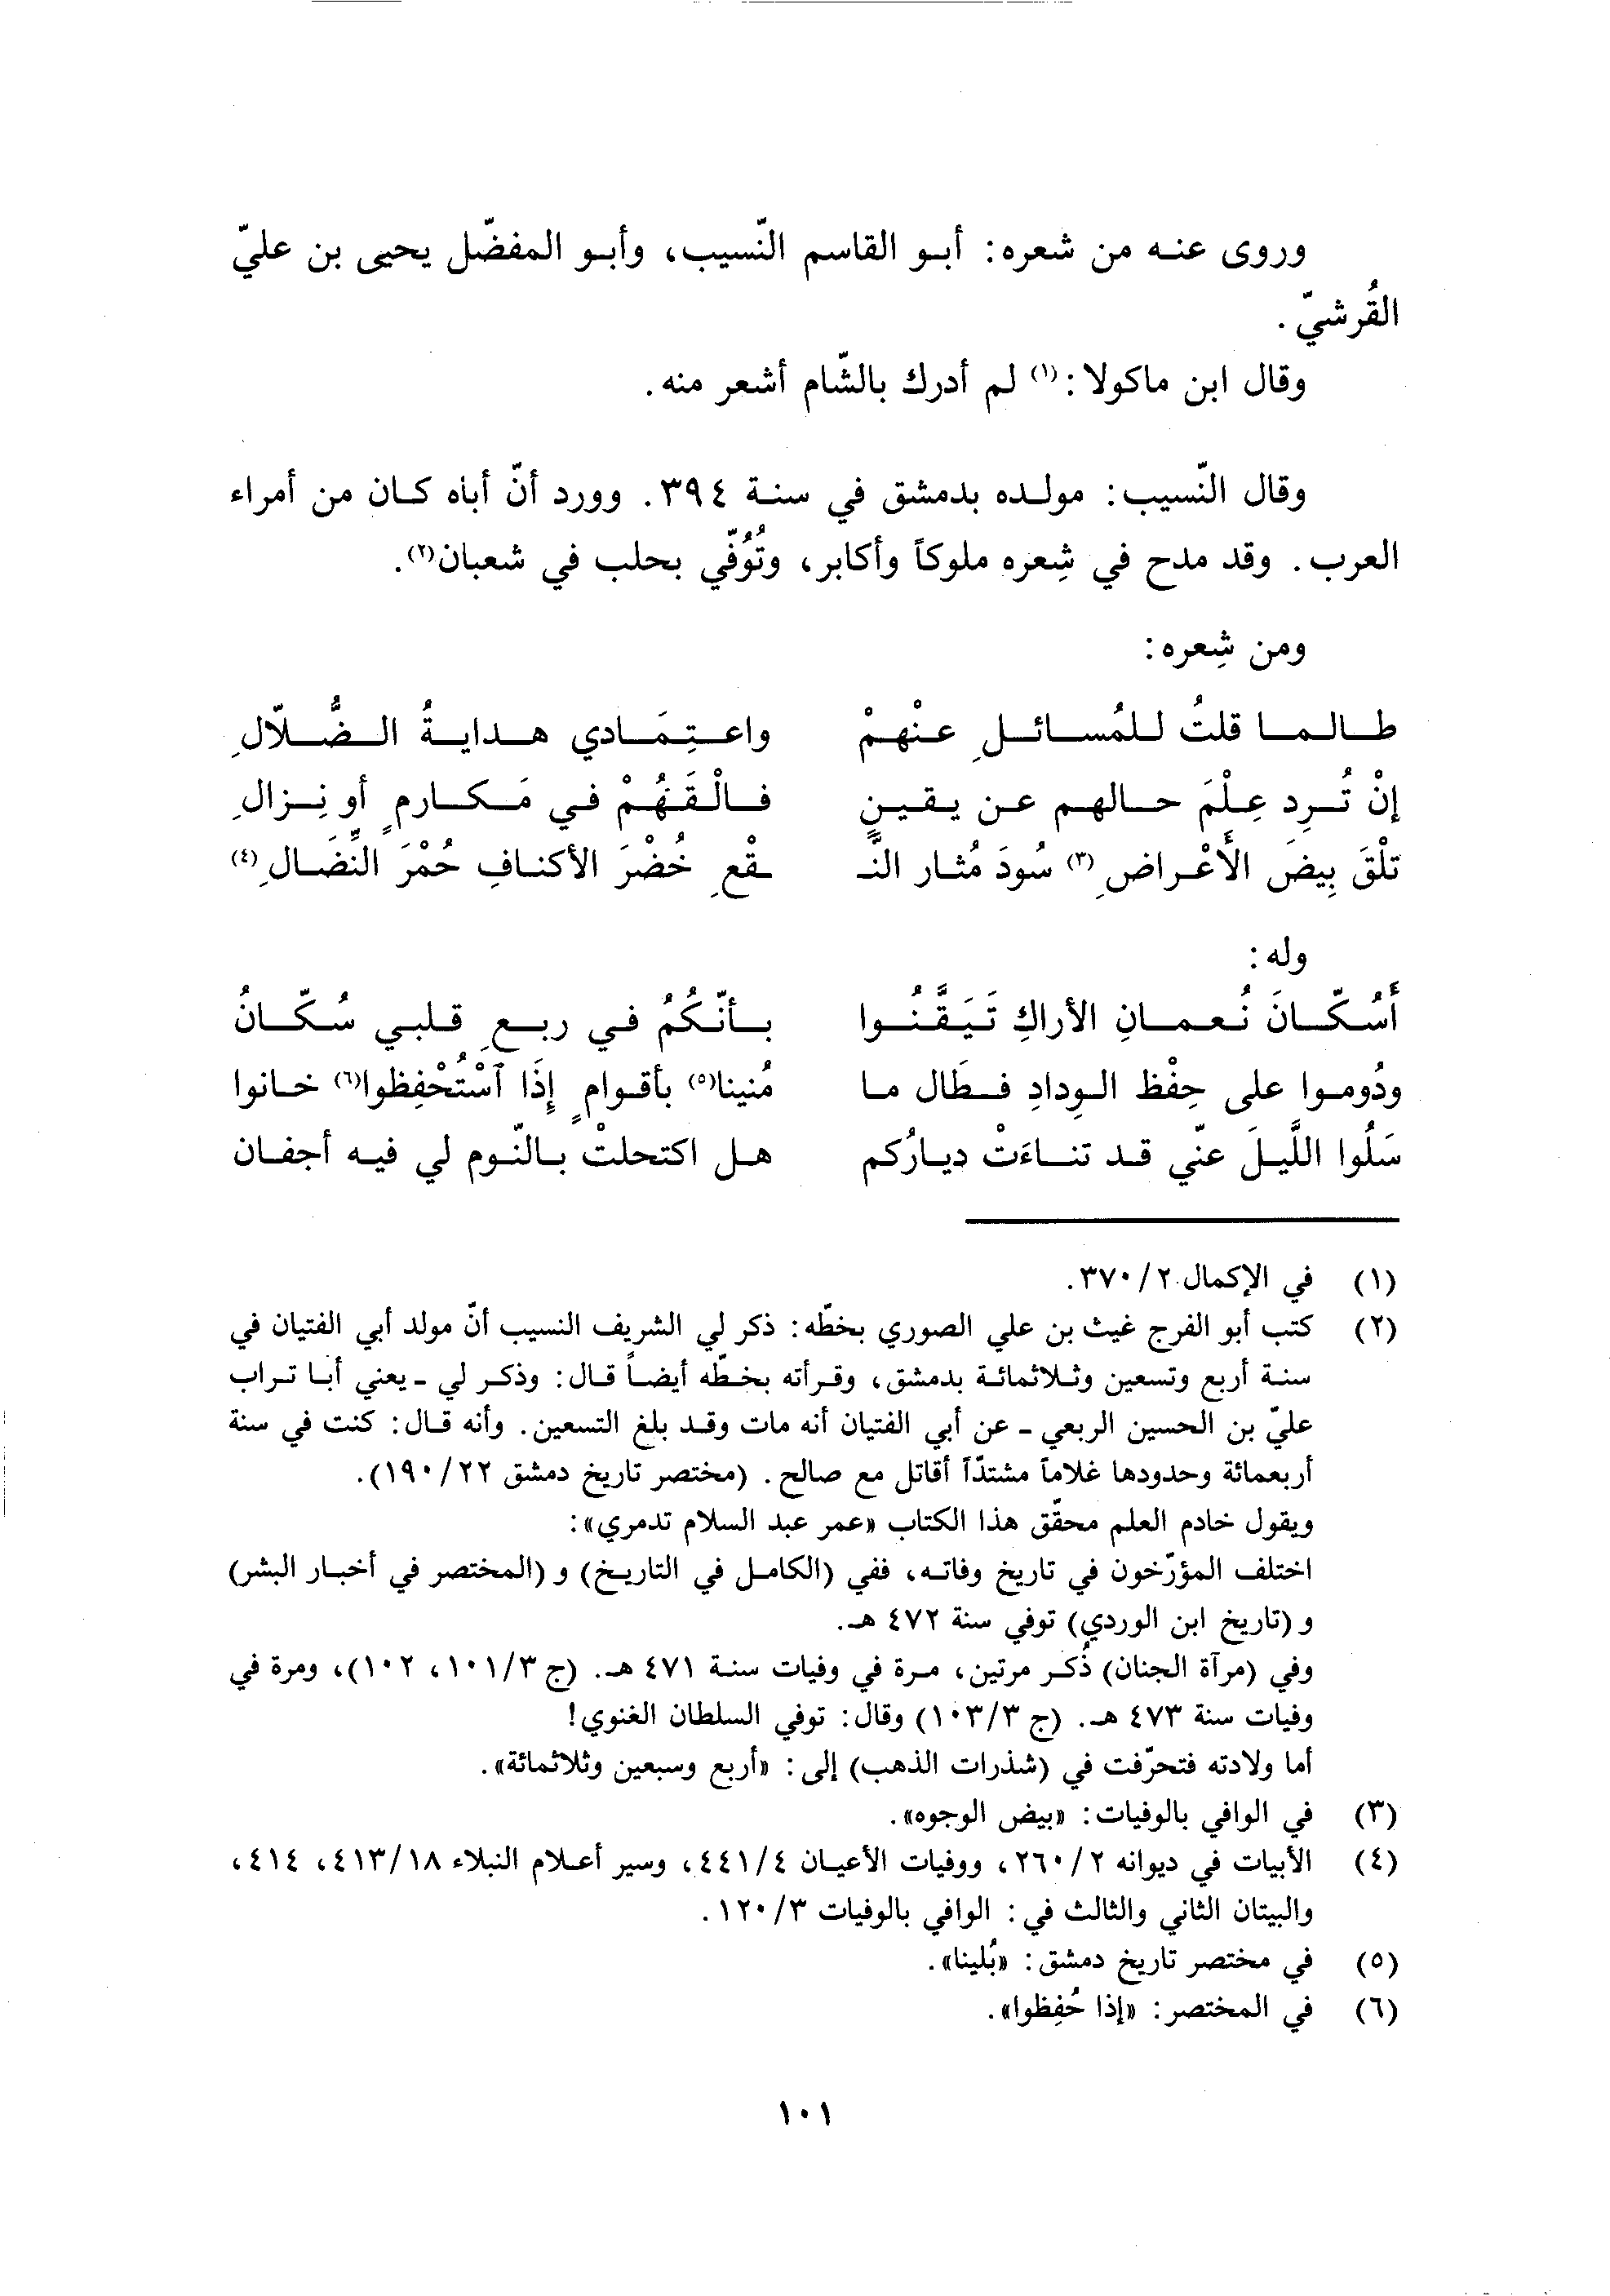 وروى عنه من شعره: أبو القاسم النّسيب، وأبو المفضّل يحيى بن عليّ
القُرشيّ.
وقال ابن ماكولا:(١) لم أدرك بالشّام أشعر منه.
وقال النّسيب: مولده بدمشق في سنة ٣٩٤. وورد أنّ أباه كان من أمراء
العرب. وقد مدح في شِعره ملوكاً وأكابر، وتُوُفّي بحلب في شعبان(٢).
ومن شِعره:
طالما قلتُ للمُسائلِ عنْهمْ واعتِمَادي هدايةُ الضُّلّالِ
إنْ تُرِد عِلْمَ حالهم عن يقينٍ فالْقَهُمْ في مَكارمٍ أو نِزالِ
تلْقَ بِيضَ الأَعْراضِ(٣) سُودَ مُثار النَّـ ـقْعِ خُضْرَ الأكنافِ حُمْرَ النِّضَالِ(٤)
وله:
أَسُكّانَ نُعمانِ الأراكِ تَيَقَّنُوا بأنّكُمُ في ربعِ قلبي سُكّانُ
ودُوموا على حِفْظ الوِدادِ فطَال ما مُنينا(٥) بأقوامٍ إِذَا ٱسْتُحْفِظوا(٦) خانوا
سَلُوا اللَّيلَ عنّي قد تناءَتْ ديارُكم هل اكتحلتْ بالنّوم لي فيه أجفان
(١) في الإكمال ٣٧٠/٢.
(٢) كتب أبو الفرج غيث بن علي الصوري بخطّه: ذكر لي الشريف النسيب أنّ مولد أبي الفتيان في
سنة أربع وتسعين وثلاثمائة بدمشق، وقرأته بخطّه أيضاً قال: وذكر لي ـ يعني أبا تراب
عليّ بن الحسين الربعي ـ عن أبي الفتيان أنه مات وقد بلغ التسعين. وأنه قال: كنت في سنة
أربعمائة وحدودها غلاماً مشتدّاً أقاتل مع صالح. (مختصر تاريخ دمشق ١٩٠/٢٢).
ويقول خادم العلم محقّق هذا الكتاب «عمر عبد السلام تدمري»:
اختلف المؤرّخون في تاريخ وفاته، ففي (الكامل في التاريخ) و (المختصر في أخبار البشر)
و (تاريخ ابن الوردي) توفي سنة ٤٧٢ هـ.
وفي (مرآة الجنان) ذُكر مرتين، مرة في وفيات سنة ٤٧١ هـ. (ج ١٠١/٣، ١٠٢)، ومرة في
وفيات سنة ٤٧٣ هـ. (ج ١٠٣/٣) وقال: توفي السلطان الغنوي!
أما ولادته فتحرّفت في (شذرات الذهب) إلى: «أربع وسبعين وثلاثمائة».
(٣) في الوافي بالوفيات: «بيض الوجوه».
(٤) الأبيات في ديوانه ٢٦٠/٢، ووفيات الأعيان ٤٤١/٤، وسير أعلام النبلاء ٤١٣/١٨، ٤١٤،
والبيتان الثاني والثالث في: الوافي بالوفيات ١٢٠/٣.
(٥) في مختصر تاريخ دمشق: «بُلينا».
(٦) في المختصر: «إذا حُفِظوا».
١٠١